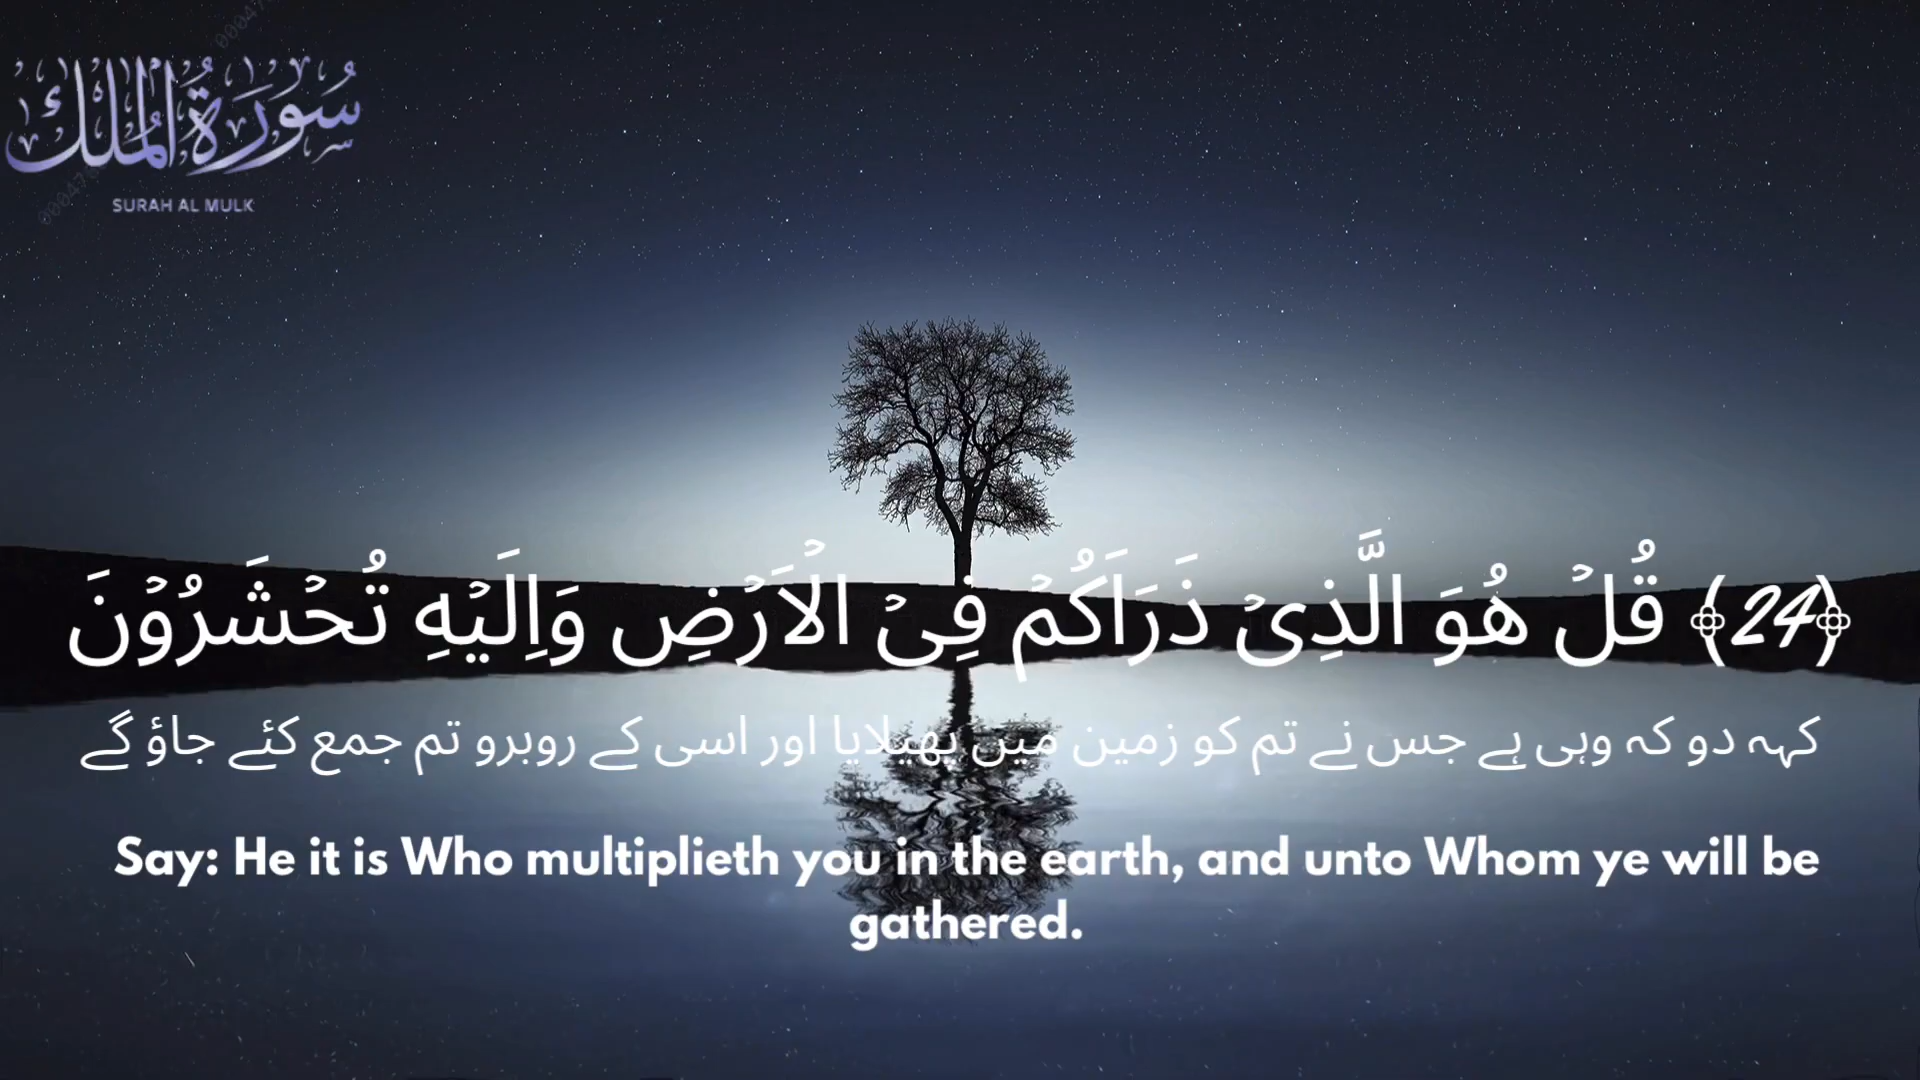 سُورَةُ الْمُلك
SURAH AL MULK
﴿24﴾ قُلۡ هُوَ الَّذِىۡ ذَرَاَكُمۡ فِىۡ الۡاَرۡضِ وَاِلَيۡهِ تُحۡشَرُوۡنَ
کہہ دو کہ وہی ہے جس نے تم کو زمین میں پھیلایا اور اسی کے روبرو تم جمع کئے جاؤ گے
Say: He it is Who multiplieth you in the earth, and unto Whom ye will be
gathered.